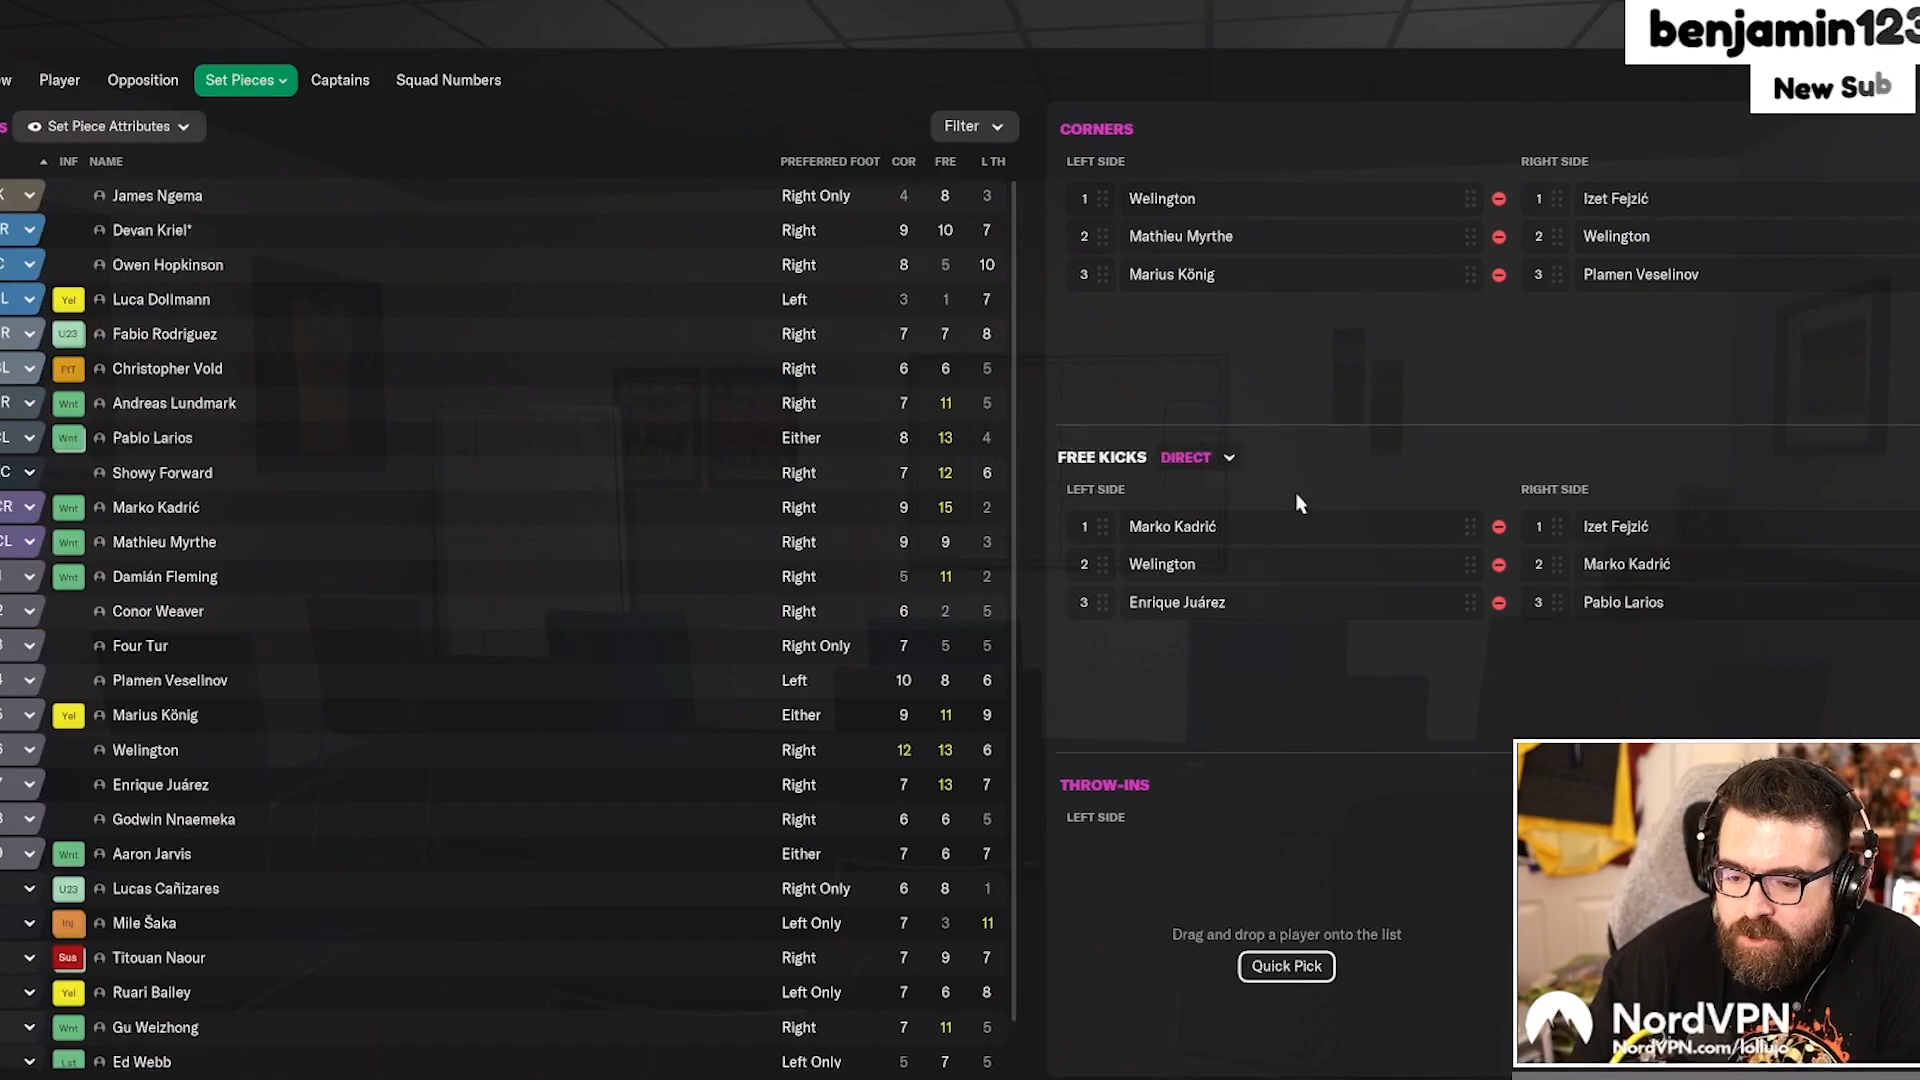 benjamin123
New Sub
Player Opposition Set Pieces Captains Squad Numbers
Set Piece Attributes Filter
INF NAME PREFERRED FOOT COR FRE L TH
James Ngema Right Only 4 8 3
Devan Kriel* Right 9 10 7
Owen Hopkinson Right 8 5 10
Yel Luca Dollmann Left 3 1 7
U23 Fabio Rodriguez Right 7 7 8
PtT Christopher Vold Right 6 6 5
Wnt Andreas Lundmark Right 7 11 5
Wnt Pablo Larios Either 8 13 4
Showy Forward Right 7 12 6
Wnt Marko Kadrić Right 9 15 2
Wnt Mathieu Myrthe Right 9 9 3
Wnt Damián Fleming Right 5 11 2
Conor Weaver Right 6 2 5
Four Tur Right Only 7 5 5
Plamen Veselinov Left 10 8 6
Yel Marius König Either 9 11 9
Welington Right 12 13 6
Enrique Juárez Right 7 13 7
Godwin Nnaemeka Right 6 6 5
Wnt Aaron Jarvis Either 7 6 7
U23 Lucas Cañizares Right Only 6 8 1
Inj Mile Šaka Left Only 7 3 11
Sus Titouan Naour Right 7 9 7
Yel Ruari Bailey Left Only 7 6 8
Wnt Gu Weizhong Right 7 11 5
Lst Ed Webb Left Only 5 7 5
CORNERS
LEFT SIDE RIGHT SIDE
1 Welington 1 Izet Fejzić
2 Mathieu Myrthe 2 Welington
3 Marius König 3 Plamen Veselinov
FREE KICKS DIRECT
LEFT SIDE RIGHT SIDE
1 Marko Kadrić 1 Izet Fejzić
2 Welington 2 Marko Kadrić
3 Enrique Juárez 3 Pablo Larios
THROW-INS
LEFT SIDE
Drag and drop a player onto the list
Quick Pick
NordVPN®
NordVPN.com/lollujo